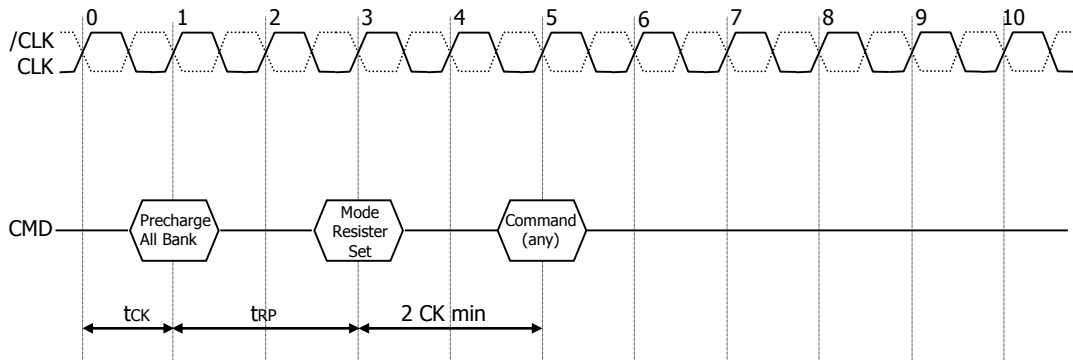 0 1 2 3 4 5 6 7 8 9 10
/CLK
CLK
CMD
Precharge
All Bank
Mode
Resister
Set
Command
(any)
tCK
tRP
2 CK min